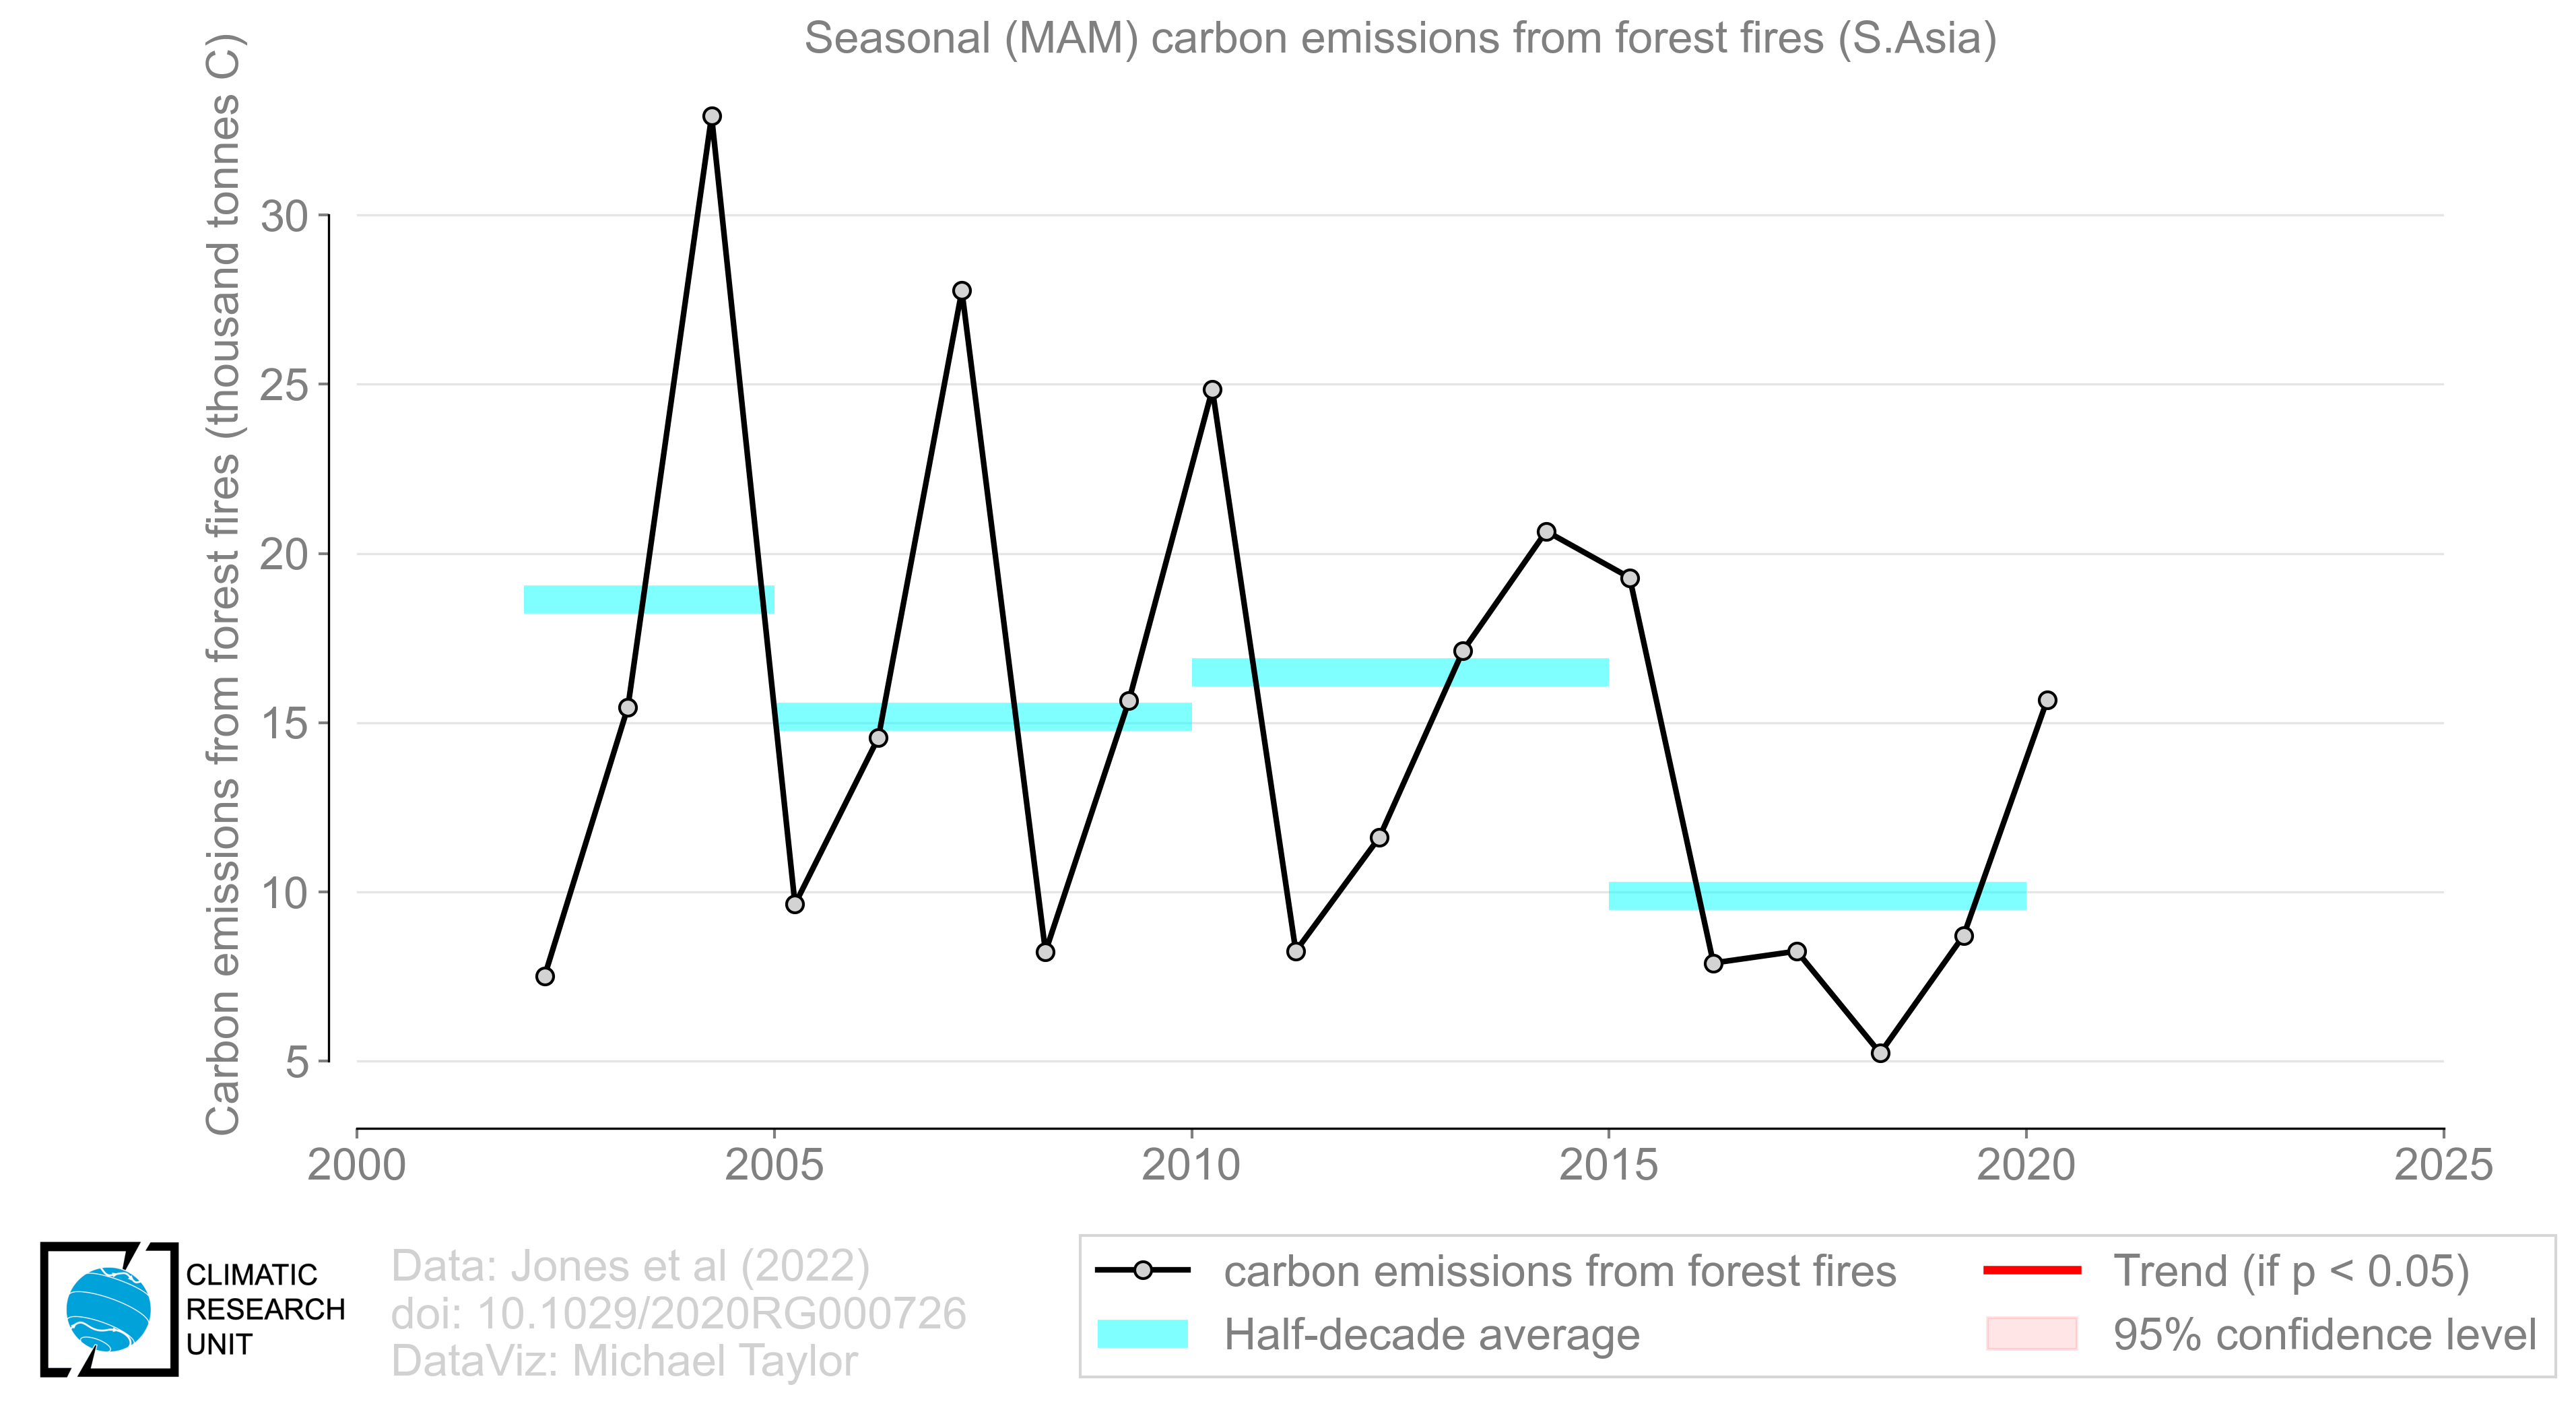 Seasonal (MAM) carbon emissions from forest fires (S.Asia)
Carbon emissions from forest fires (thousand tonnes C)
30
25
20
15
10
5
2000
2005
2010
2015
2020
2025
CLIMATIC
RESEARCH
UNIT
Data: Jones et al (2022)
doi: 10.1029/2020RG000726
DataViz: Michael Taylor
carbon emissions from forest fires
Half-decade average
Trend (if p < 0.05)
95% confidence level